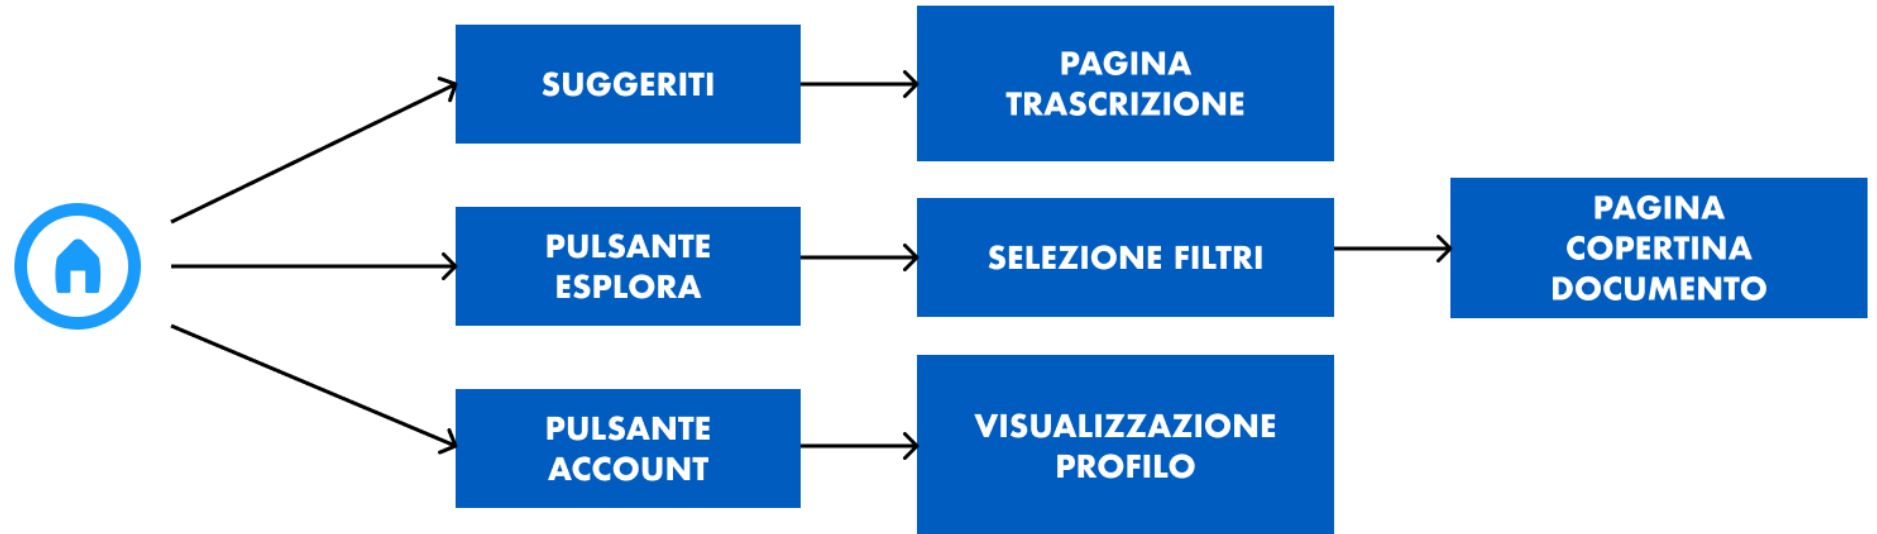 SUGGERITI
PAGINA
TRASCRIZIONE
PULSANTE
ESPLORA
SELEZIONE FILTRI
PAGINA
COPERTINA
DOCUMENTO
PULSANTE
ACCOUNT
VISUALIZZAZIONE
PROFILO